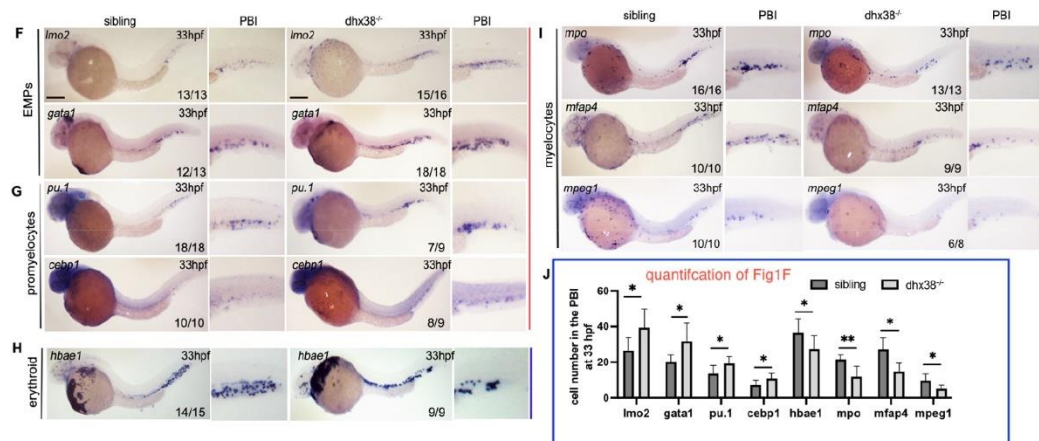 sibling PBI dhx38-/- PBI
F
EMPs
lmo2 33hpf
13/13
lmo2 33hpf
15/16
gata1 33hpf
12/13
gata1 33hpf
18/18
G
promyelocytes
pu.1 33hpf
18/18
pu.1 33hpf
7/9
cebp1 33hpf
10/10
cebp1 33hpf
8/9
H
erythroid
hbae1 33hpf
14/15
hbae1 33hpf
9/9
sibling PBI dhx38-/- PBI
I
myelocytes
mpo 33hpf
16/16
mpo 33hpf
13/13
mfap4 33hpf
10/10
mfap4 33hpf
9/9
mpeg1 33hpf
10/10
mpeg1 33hpf
6/8
J
quantifcation of Fig1F
sibling dhx38-/-
cell number in the PBI
at 33 hpf
60
40
20
0
* * * * * ** * *
lmo2 gata1 pu.1 cebp1 hbae1 mpo mfap4 mpeg1